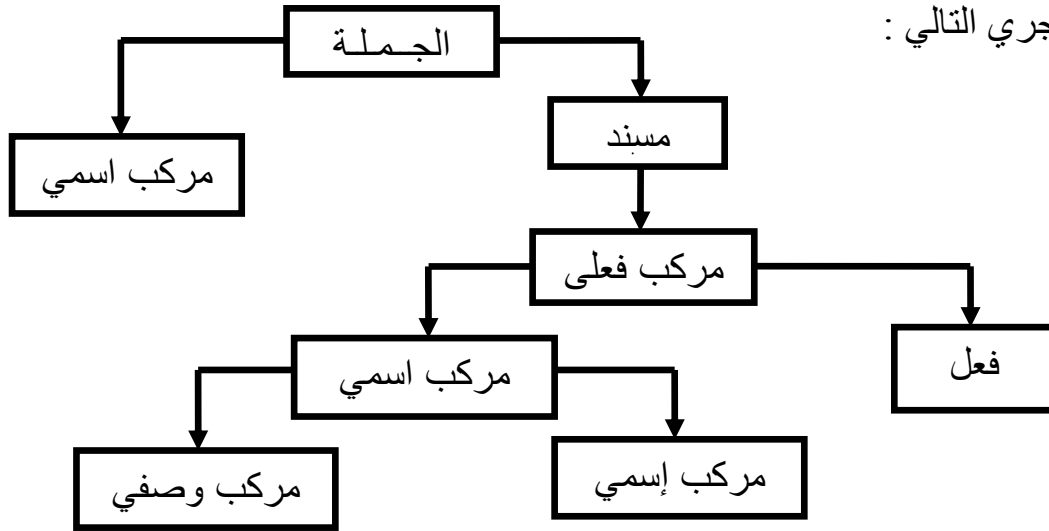 جري التالي :
الجـمـلـة
مسند
مركب اسمي
مركب فعلى
فعل
مركب اسمي
مركب إسمي
مركب وصفي